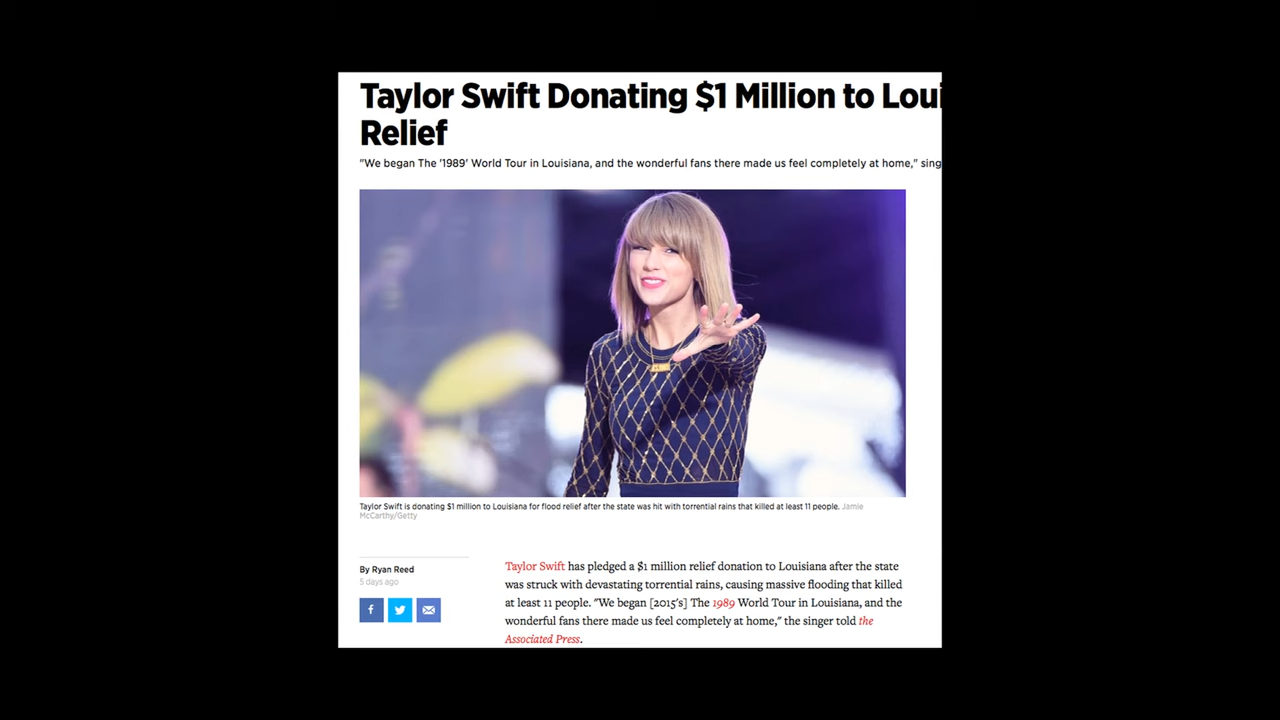 Taylor Swift Donating $1 Million to Loui
Relief
"We began The '1989' World Tour in Louisiana, and the wonderful fans there made us feel completely at home," sing
Taylor Swift is donating $1 million to Louisiana for flood relief after the state was hit with torrential rains that killed at least 11 people. Jamie
McCarthy/Getty
By Ryan Reed
5 days ago
Taylor Swift has pledged a $1 million relief donation to Louisiana after the state
was struck with devastating torrential rains, causing massive flooding that killed
at least 11 people. "We began [2015's] The 1989 World Tour in Louisiana, and the
wonderful fans there made us feel completely at home," the singer told the
Associated Press.